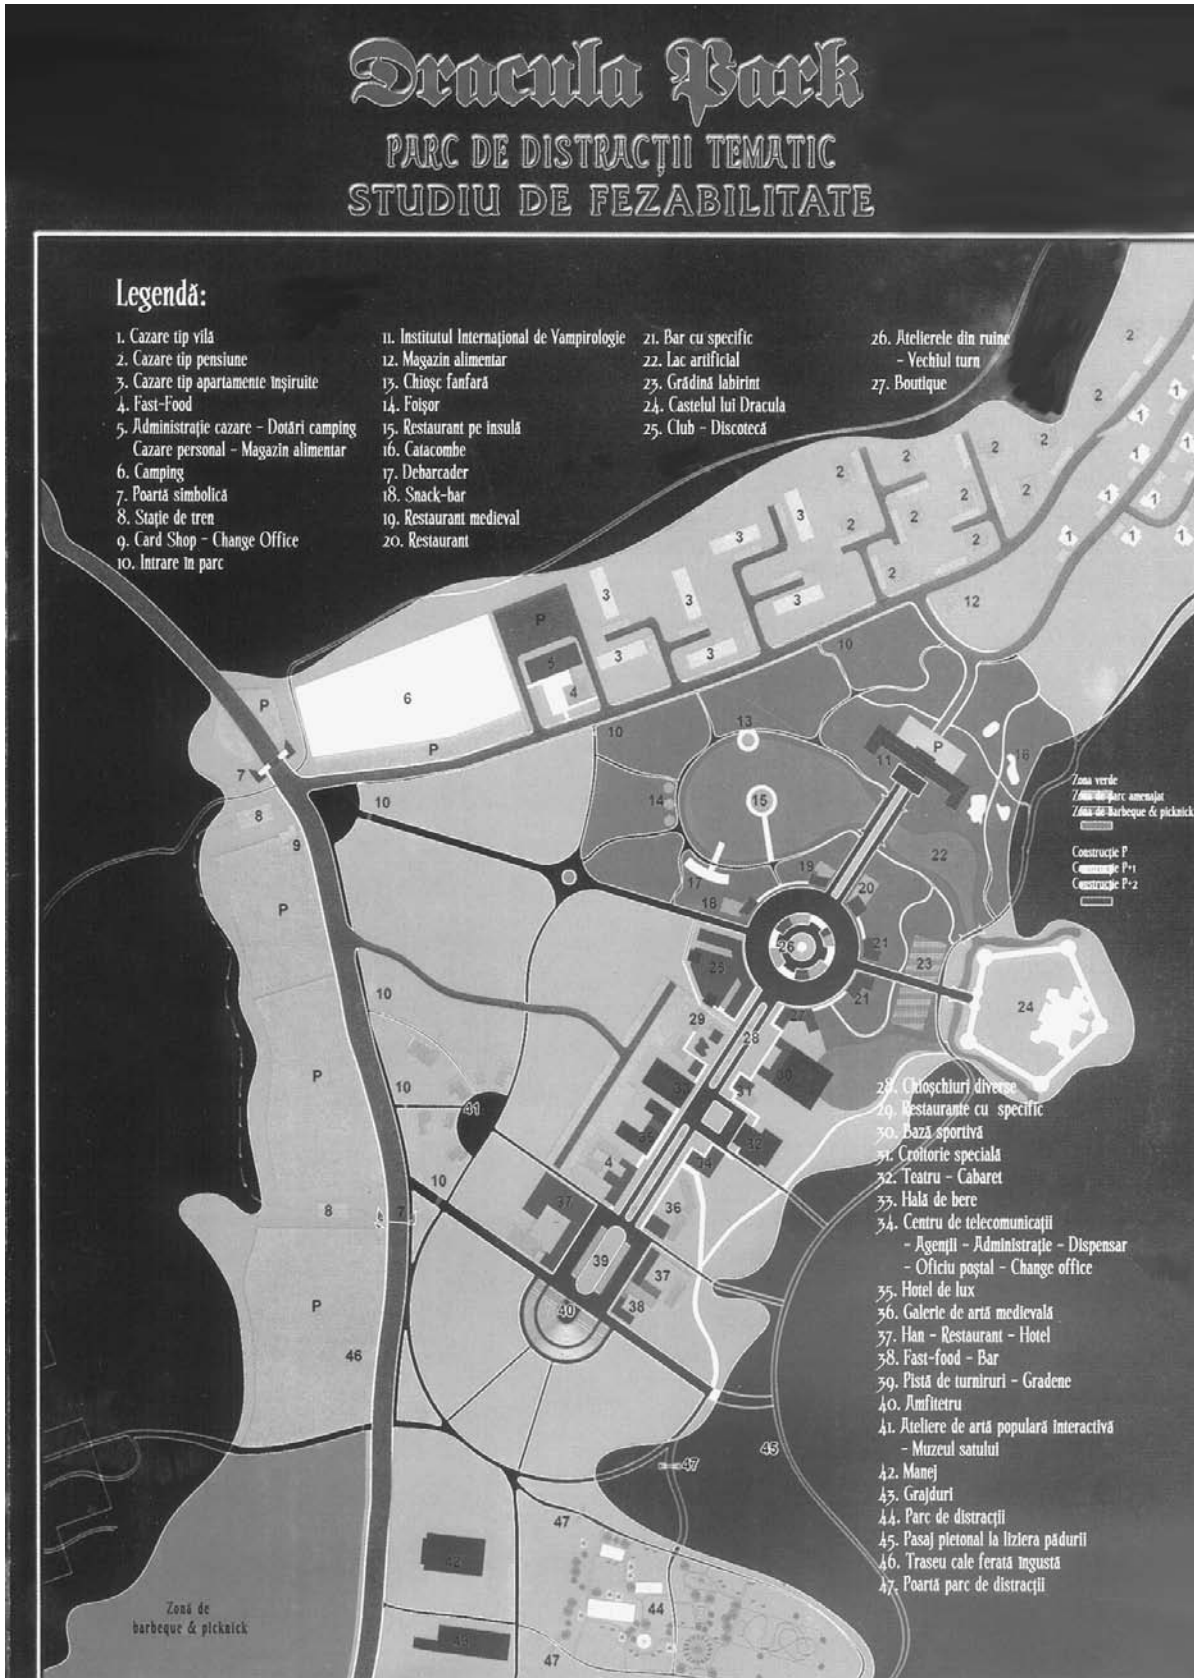 Dracula Park
PARC DE DISTRACȚII TEMATIC
STUDIU DE FEZABILITATE
Legendă:
1. Cazare tip vilă
2. Cazare tip pensiune
3. Cazare tip apartamente înșiruite
4. Fast-Food
5. Administrație cazare - Dotări camping
Cazare personal - Magazin alimentar
6. Camping
7. Poartă simbolică
8. Stație de tren
9. Card Shop - Change Office
10. Intrare în parc
11. Institutul Internațional de Vampirologie
12. Magazin alimentar
13. Chioșc fanfară
14. Foișor
15. Restaurant pe insulă
16. Catacombe
17. Debarcader
18. Snack-bar
19. Restaurant medieval
20. Restaurant
21. Bar cu specific
22. Lac artificial
23. Grădină labirint
24. Castelul lui Dracula
25. Club - Discotecă
26. Atelierele din ruine
- Vechiul turn
27. Boutique
Zona verde
Zona de parc amenajat
Zona de barbeque & picknick
Construcție P
Construcție P+1
Construcție P+2
28. Chioșchiuri diverse
29. Restaurante cu specific
30. Bază sportivă
31. Croitorie specială
32. Teatru - Cabaret
33. Hală de bere
34. Centru de telecomunicații
- Agenții - Administrație - Dispensar
- Oficiu poștal - Change office
35. Hotel de lux
36. Galerie de artă medievală
37. Han - Restaurant - Hotel
38. Fast-food - Bar
39. Pistă de turniruri - Gradene
40. Amfitetru
41. Ateliere de artă populară interactivă
- Muzeul satului
42. Manej
43. Grajduri
44. Parc de distracții
45. Pasaj pietonal la liziera pădurii
46. Traseu cale ferată îngustă
47. Poartă parc de distracții
Zonă de
barbeque & picknick